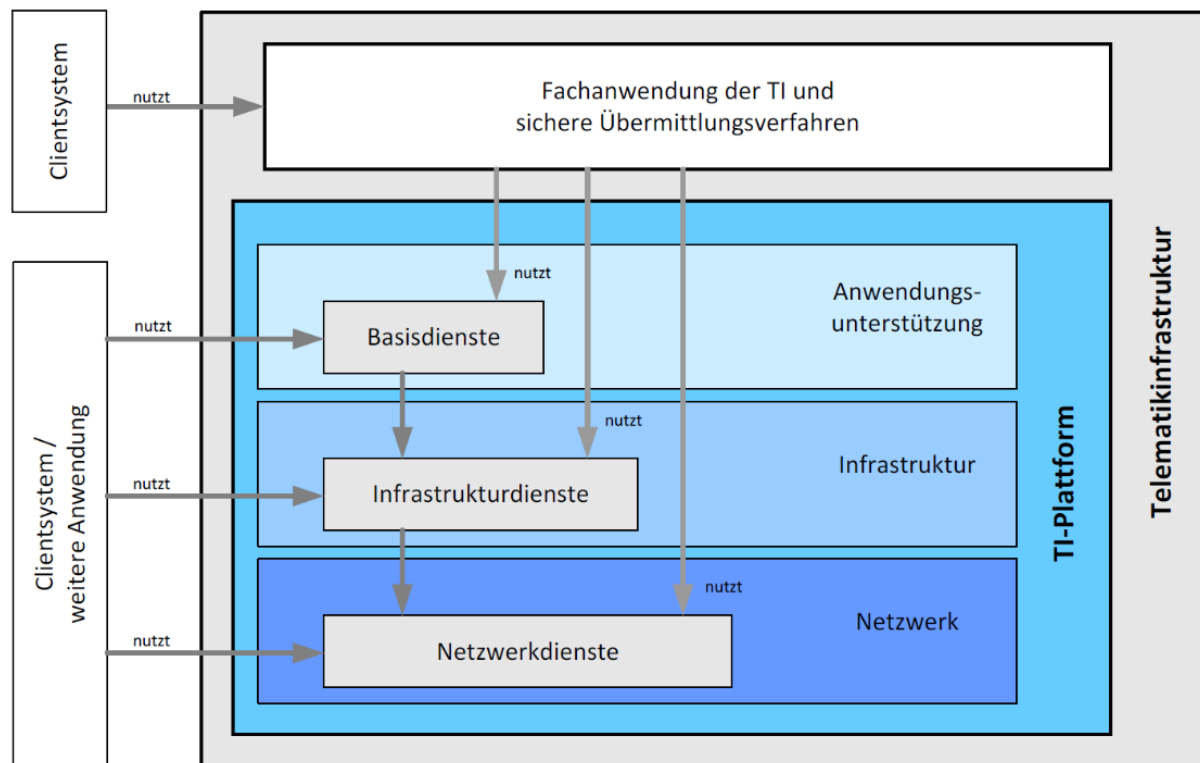 Clientsystem
nutzt
Fachanwendung der TI und
sichere Übermittlungsverfahren
Telematikinfrastruktur
TI-Plattform
Clientsystem /
weitere Anwendung
nutzt
Anwendungs-
unterstützung
nutzt
Basisdienste
nutzt
Infrastruktur
nutzt
Infrastrukturdienste
nutzt
Netzwerk
nutzt
Netzwerkdienste